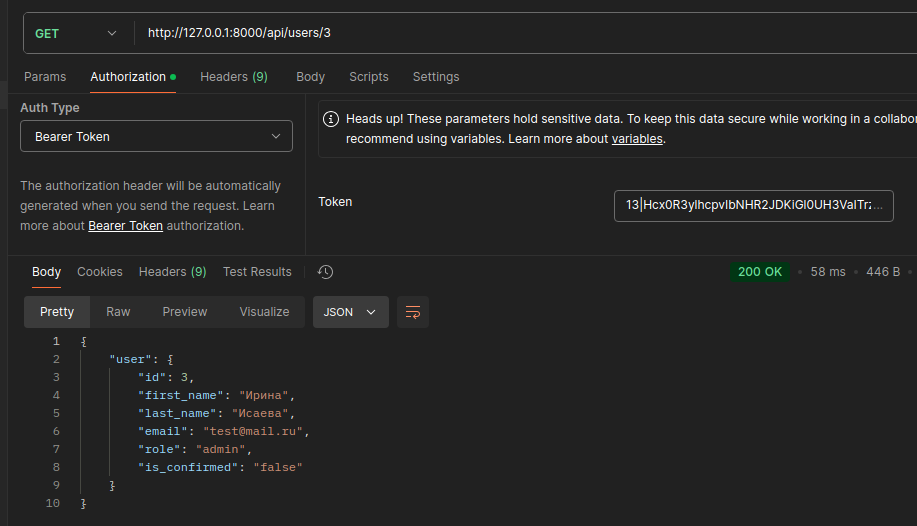 GET http://127.0.0.1:8000/api/users/3
Params Authorization Headers (9) Body Scripts Settings
Auth Type
Bearer Token
The authorization header will be automatically
generated when you send the request. Learn
more about Bearer Token authorization.
Heads up! These parameters hold sensitive data. To keep this data secure while working in a collabor
recommend using variables. Learn more about variables.
Token
Body Cookies Headers (9) Test Results
200 OK • 58 ms • 446 B •
Pretty Raw Preview Visualize JSON
1 {
2 "user": {
3 "id": 3,
4 "first_name": "Ирина",
5 "last_name": "Исаева",
6 "email": "test@mail.ru",
7 "role": "admin",
8 "is_confirmed": "false"
9 }
10 }